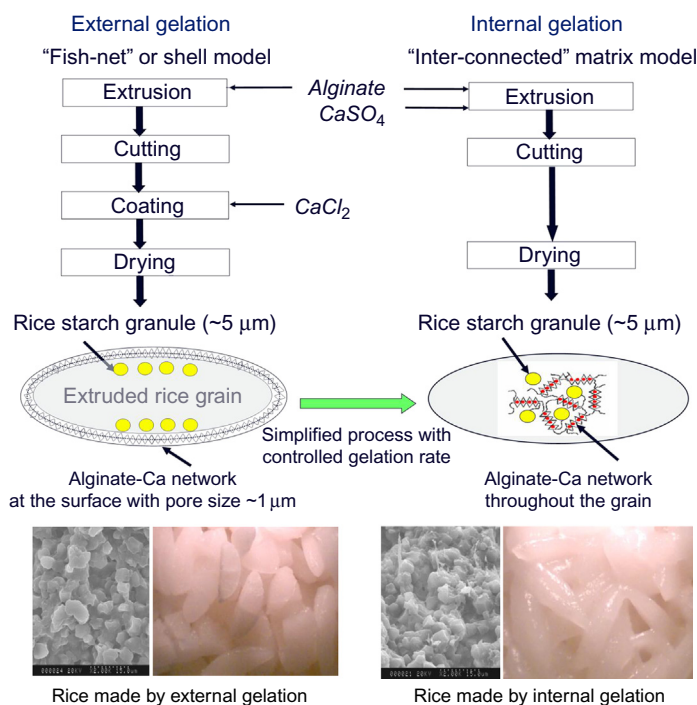 External gelation
“Fish-net” or shell model
Extrusion
Cutting
Coating
Drying
Alginate
CaSO4
CaCl2
Internal gelation
“Inter-connected” matrix model
Extrusion
Cutting
Drying
Rice starch granule (~5 μm)
Extruded rice grain
Alginate-Ca network
at the surface with pore size ~1 μm
Simplified process with
controlled gelation rate
Rice starch granule (~5 μm)
Alginate-Ca network
throughout the grain
Rice made by external gelation
Rice made by internal gelation